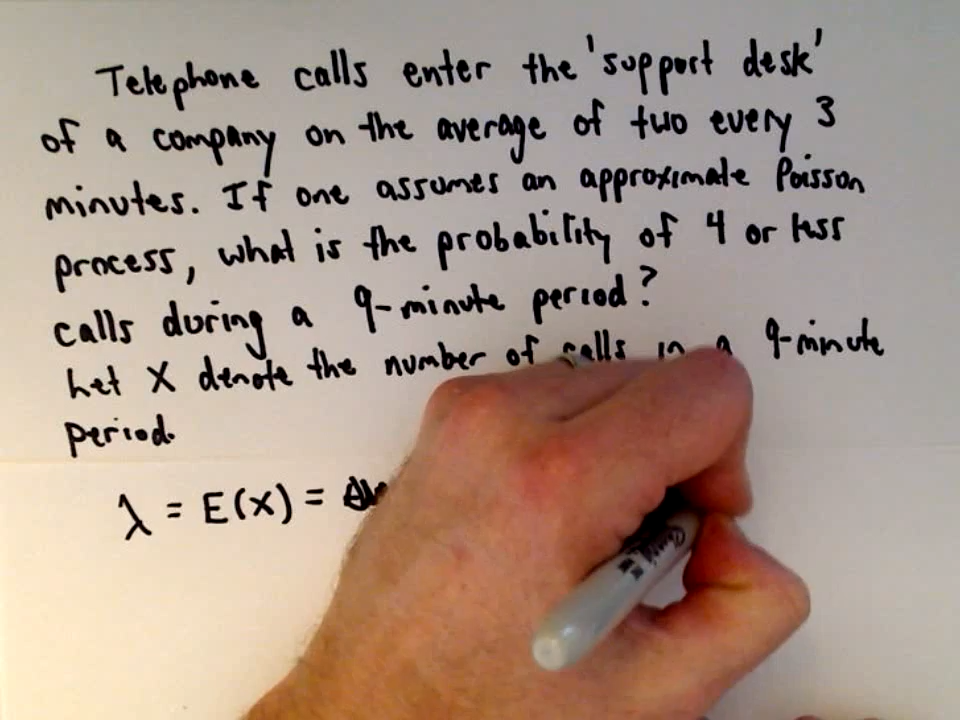 Telephone calls enter the 'support desk'
of a company on the average of two every 3
minutes. If one assumes an approximate Poisson
process, what is the probability of 4 or less
calls during a 9-minute period?
Let X denote the number of calls in a 9-minute
period.
λ = E(X) =